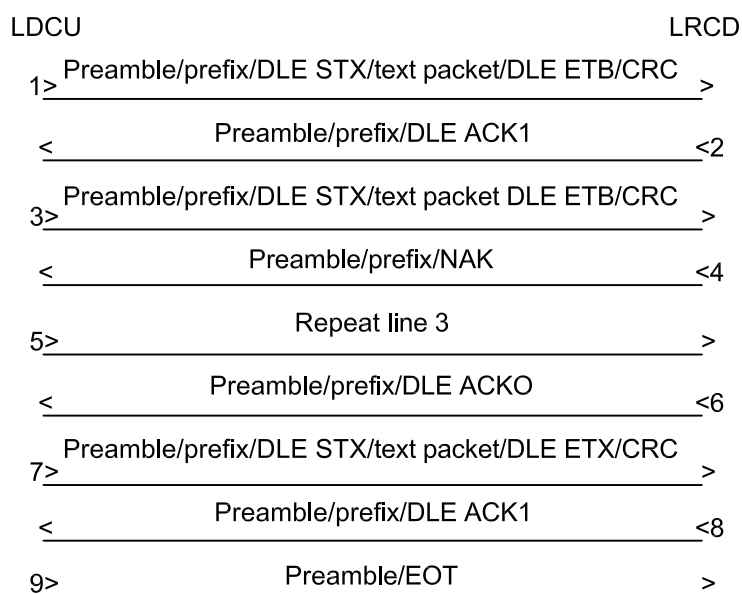 LDCU LRCD
1> Preamble/prefix/DLE STX/text packet/DLE ETB/CRC >
< Preamble/prefix/DLE ACK1 <2
3> Preamble/prefix/DLE STX/text packet DLE ETB/CRC >
< Preamble/prefix/NAK <4
5> Repeat line 3 >
< Preamble/prefix/DLE ACKO <6
7> Preamble/prefix/DLE STX/text packet/DLE ETX/CRC >
< Preamble/prefix/DLE ACK1 <8
9> Preamble/EOT >